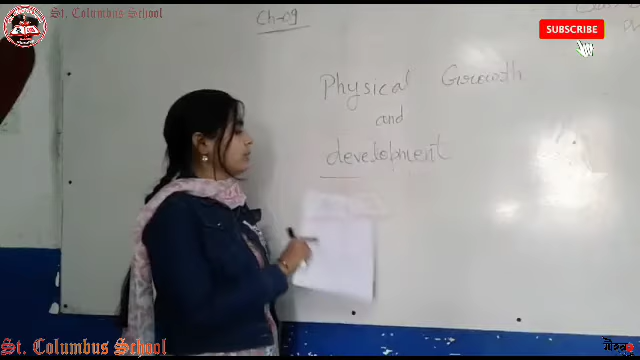 St. Columbus School
Ch-09
SUBSCRIBE
Physical Growth
and
development
St. Columbus School